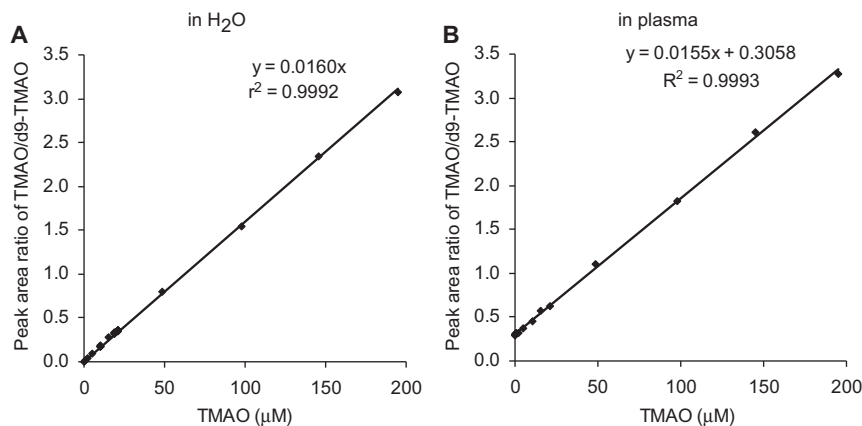 A
in H₂O
3.5
3.0
2.5
2.0
1.5
1.0
0.5
0.0
Peak area ratio of TMAO/d9-TMAO
y = 0.0160x
r² = 0.9992
0
50
100
150
200
TMAO (μM)
B
in plasma
3.5
3.0
2.5
2.0
1.5
1.0
0.5
0.0
Peak area ratio of TMAO/d9-TMAO
y = 0.0155x + 0.3058
R² = 0.9993
0
50
100
150
200
TMAO (μM)